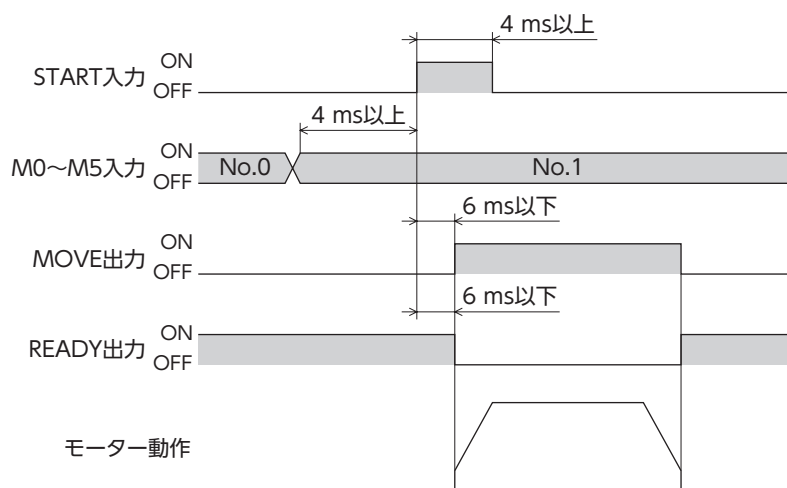 4 ms以上
START入力 ON
OFF
4 ms以上
M0～M5入力 ON
OFF
No.0
No.1
6 ms以下
MOVE出力 ON
OFF
6 ms以下
READY出力 ON
OFF
モーター動作